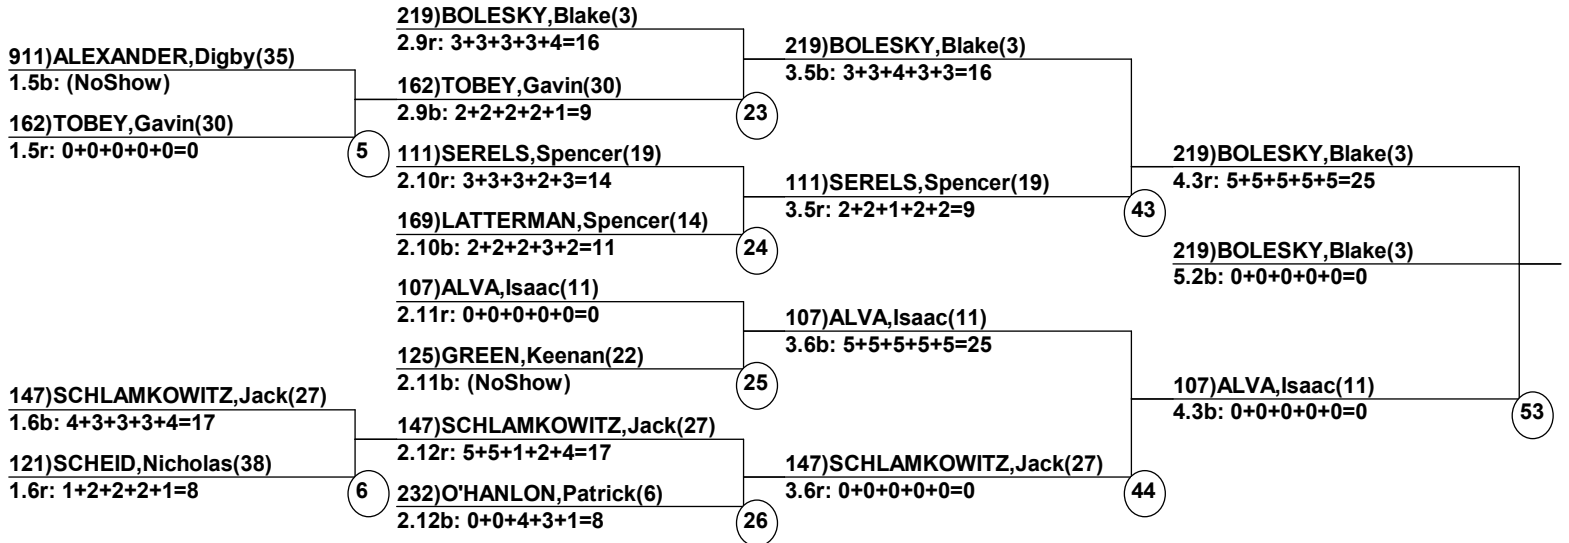 911)ALEXANDER,Digby(35)
1.5b: (NoShow)
162)TOBEY,Gavin(30)
1.5r: 0+0+0+0+0=0
5
147)SCHLAMKOWITZ,Jack(27)
1.6b: 4+3+3+3+4=17
121)SCHEID,Nicholas(38)
1.6r: 1+2+2+2+1=8
6
219)BOLESKY,Blake(3)
2.9r: 3+3+3+3+4=16
162)TOBEY,Gavin(30)
2.9b: 2+2+2+2+1=9
23
111)SERELS,Spencer(19)
2.10r: 3+3+3+2+3=14
169)LATTERMAN,Spencer(14)
2.10b: 2+2+2+3+2=11
24
107)ALVA,Isaac(11)
2.11r: 0+0+0+0+0=0
125)GREEN,Keenan(22)
2.11b: (NoShow)
25
147)SCHLAMKOWITZ,Jack(27)
2.12r: 5+5+1+2+4=17
232)O'HANLON,Patrick(6)
2.12b: 0+0+4+3+1=8
26
219)BOLESKY,Blake(3)
3.5b: 3+3+4+3+3=16
111)SERELS,Spencer(19)
3.5r: 2+2+1+2+2=9
43
107)ALVA,Isaac(11)
3.6b: 5+5+5+5+5=25
147)SCHLAMKOWITZ,Jack(27)
3.6r: 0+0+0+0+0=0
44
219)BOLESKY,Blake(3)
4.3r: 5+5+5+5+5=25
219)BOLESKY,Blake(3)
5.2b: 0+0+0+0+0=0
107)ALVA,Isaac(11)
4.3b: 0+0+0+0+0=0
53